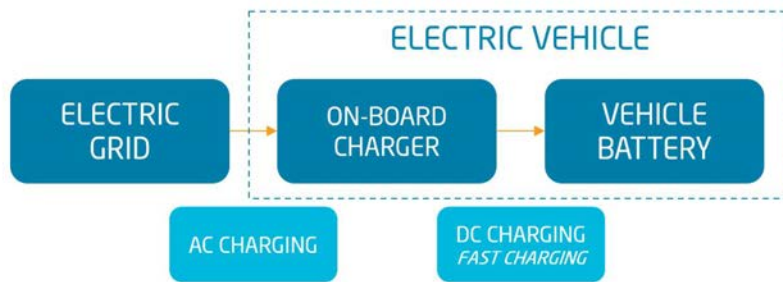 ELECTRIC VEHICLE
ELECTRIC
GRID
ON-BOARD
CHARGER
VEHICLE
BATTERY
AC CHARGING
DC CHARGING
FAST CHARGING